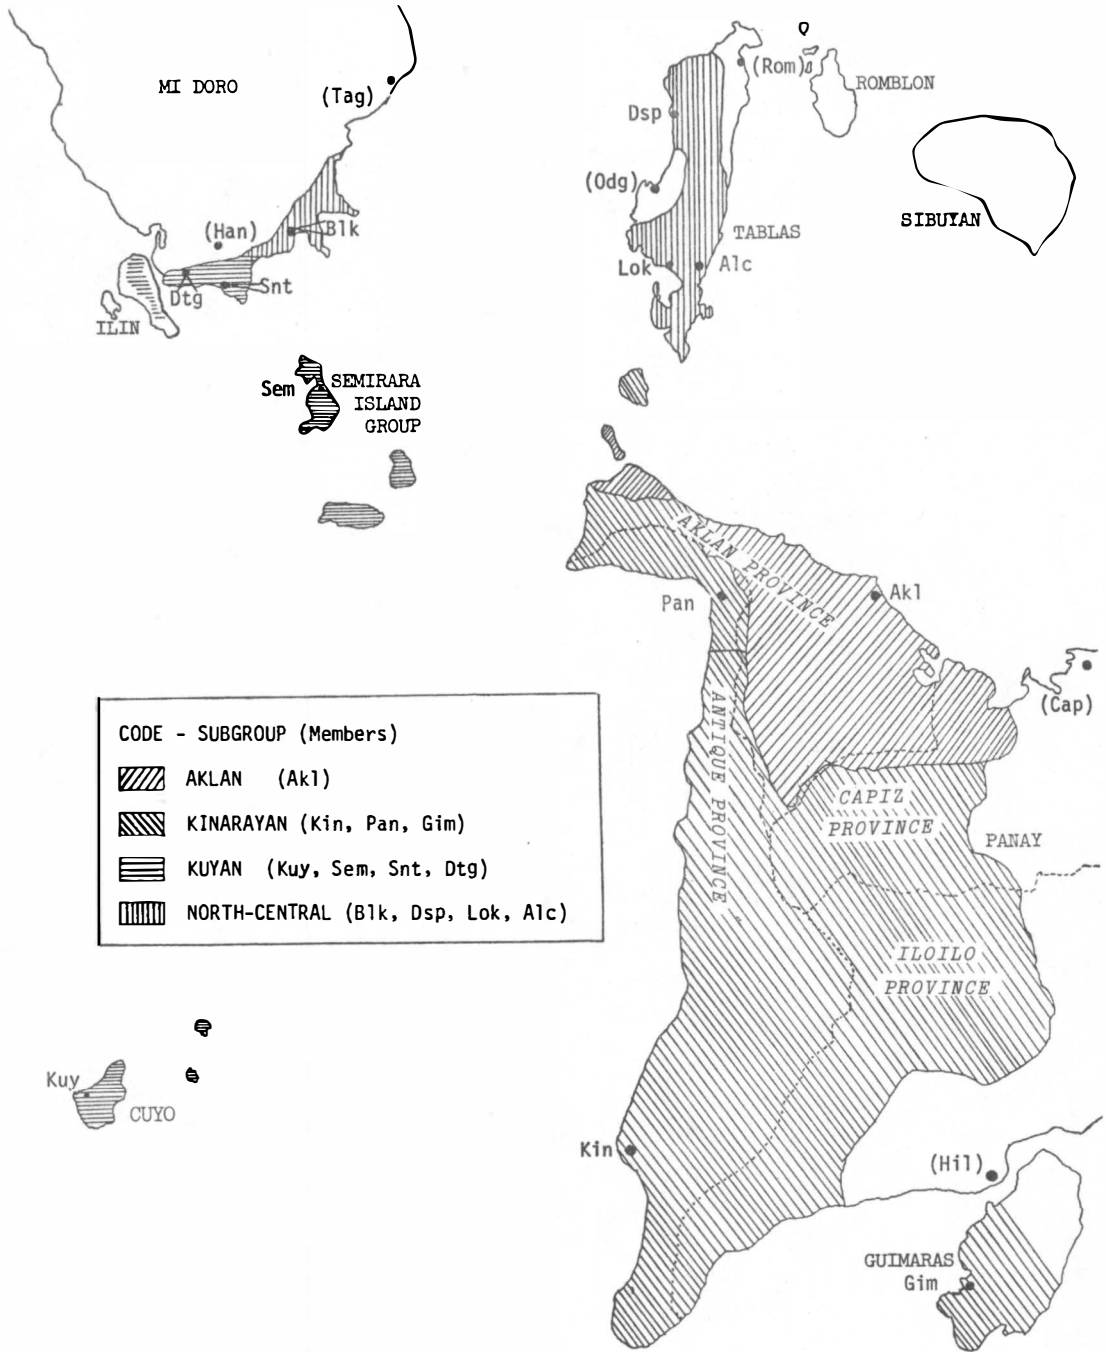 MI DORO
(Tag)
(Rom)
ROMBLON
Dsp
(Odg)
SIBUYAN
(Han)
Blk
TABLAS
Lok
Alc
Dtg
Snt
ILIN
Sem
SEMIRARA
ISLAND
GROUP
AKLAN PROVINCE
Pan
Akl
(Cap)
ANTIQUE PROVINCE
CODE - SUBGROUP (Members)
AKLAN (Akl)
KINARAYAN (Kin, Pan, Gim)
KUYAN (Kuy, Sem, Snt, Dtg)
NORTH-CENTRAL (Blk, Dsp, Lok, Alc)
CAPIZ
PROVINCE
PANAY
ILOILO
PROVINCE
Kuy
CUYO
Kin
(Hil)
GUIMARAS
Gim